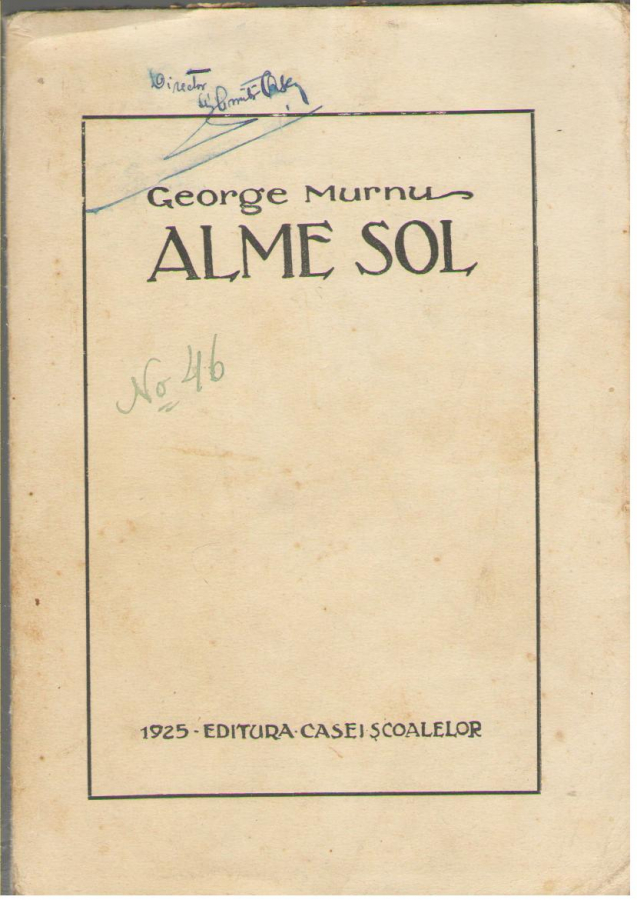 Director
George Murnu
ALME SOL
No 46
1925 - EDITURA · CASEI ȘCOALELOR